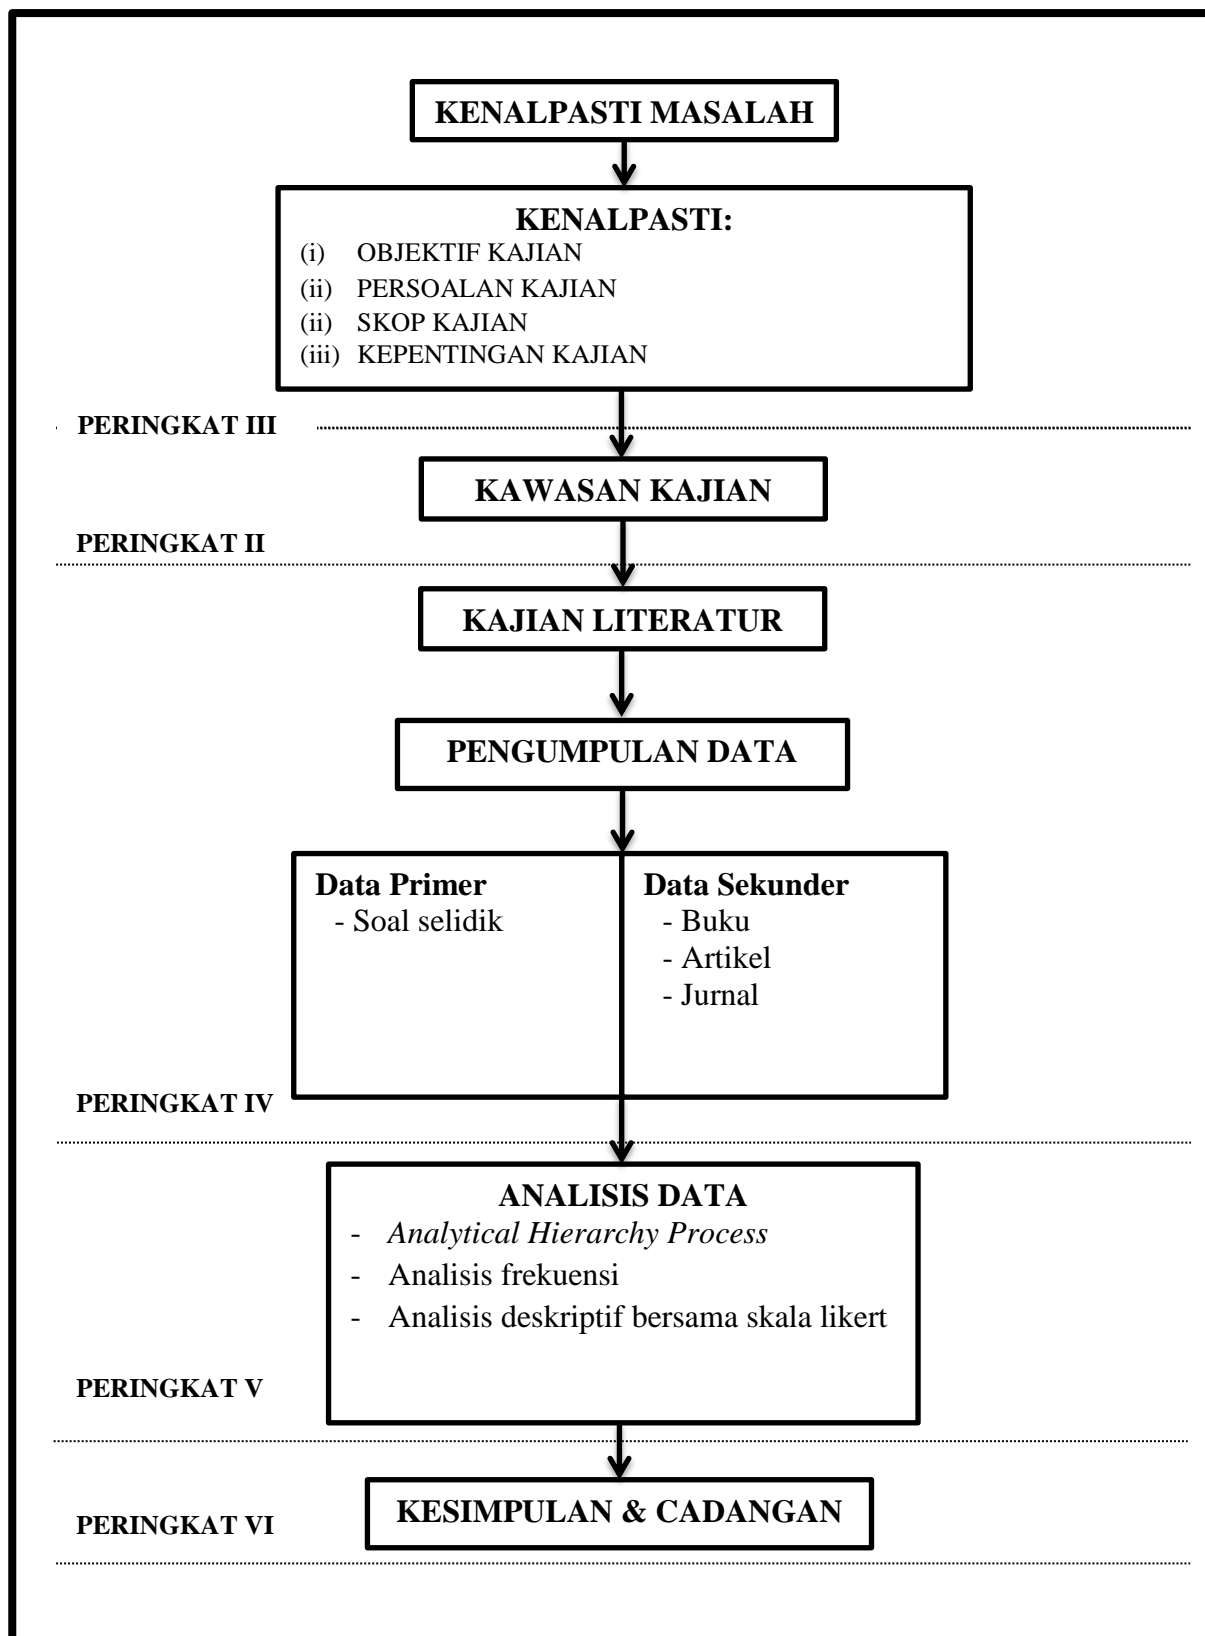 KENALPASTI MASALAH
KENALPASTI:
(i) OBJEKTIF KAJIAN
(ii) PERSOALAN KAJIAN
(ii) SKOP KAJIAN
(iii) KEPENTINGAN KAJIAN
PERINGKAT III
KAWASAN KAJIAN
PERINGKAT II
KAJIAN LITERATUR
PENGUMPULAN DATA
Data Primer
- Soal selidik
Data Sekunder
- Buku
- Artikel
- Jurnal
PERINGKAT IV
ANALISIS DATA
- Analytical Hierarchy Process
- Analisis frekuensi
- Analisis deskriptif bersama skala likert
PERINGKAT V
KESIMPULAN & CADANGAN
PERINGKAT VI